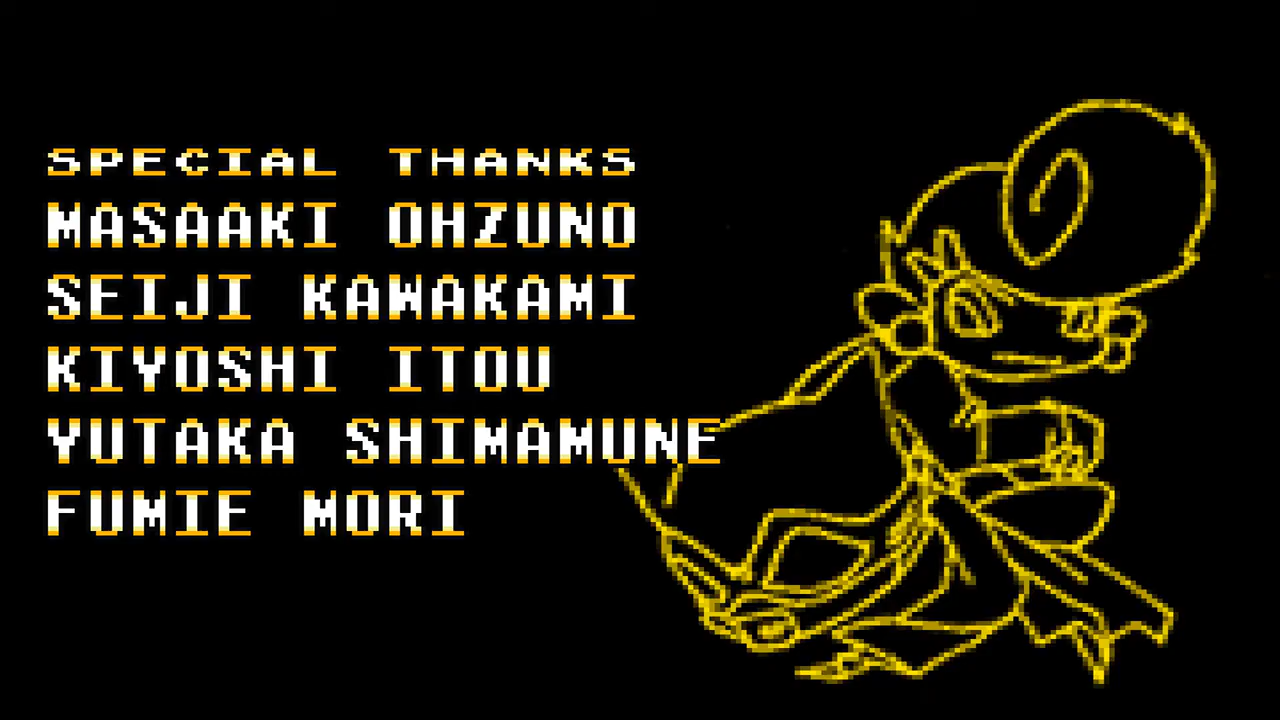 SPECIAL THANKS
MASAAKI OHZUNO
SEIJI KAWAKAMI
KIYOSHI ITOU
YUTAKA SHIMAMUNE
FUMIE MORI